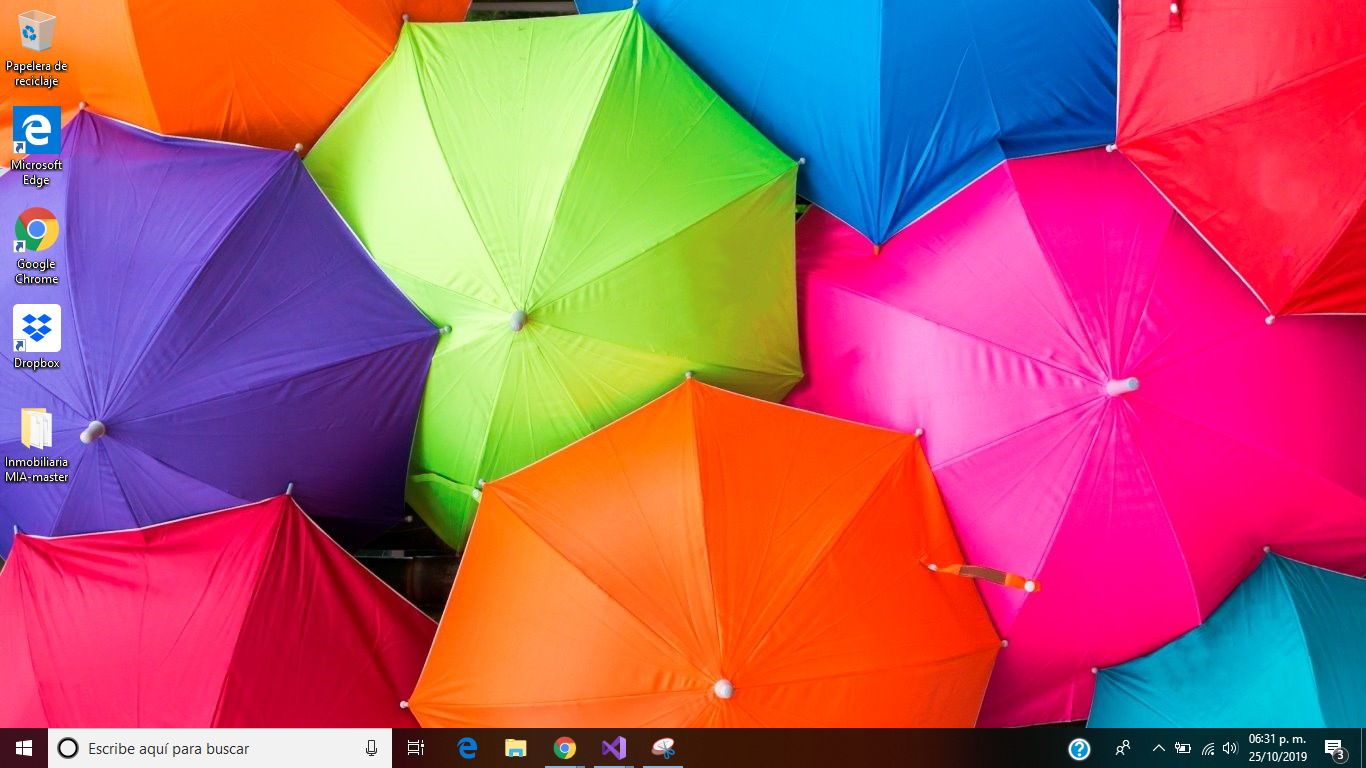 Papelera de
reciclaje
Microsoft
Edge
Google
Chrome
Dropbox
Inmobiliaria
MIA-master
Escribe aquí para buscar
06:31 p. m.
25/10/2019
3